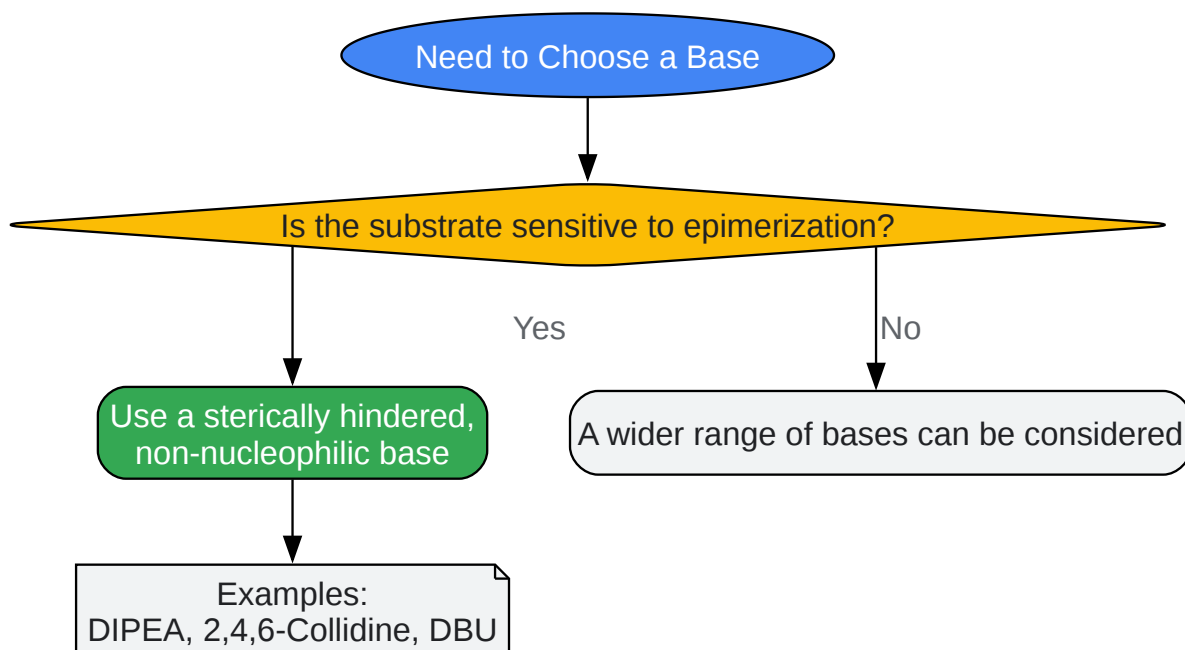 Need to Choose a Base
Is the substrate sensitive to epimerization?
Yes
No
Use a sterically hindered,
non-nucleophilic base
A wider range of bases can be considered
Examples:
DIPEA, 2,4,6-Collidine, DBU